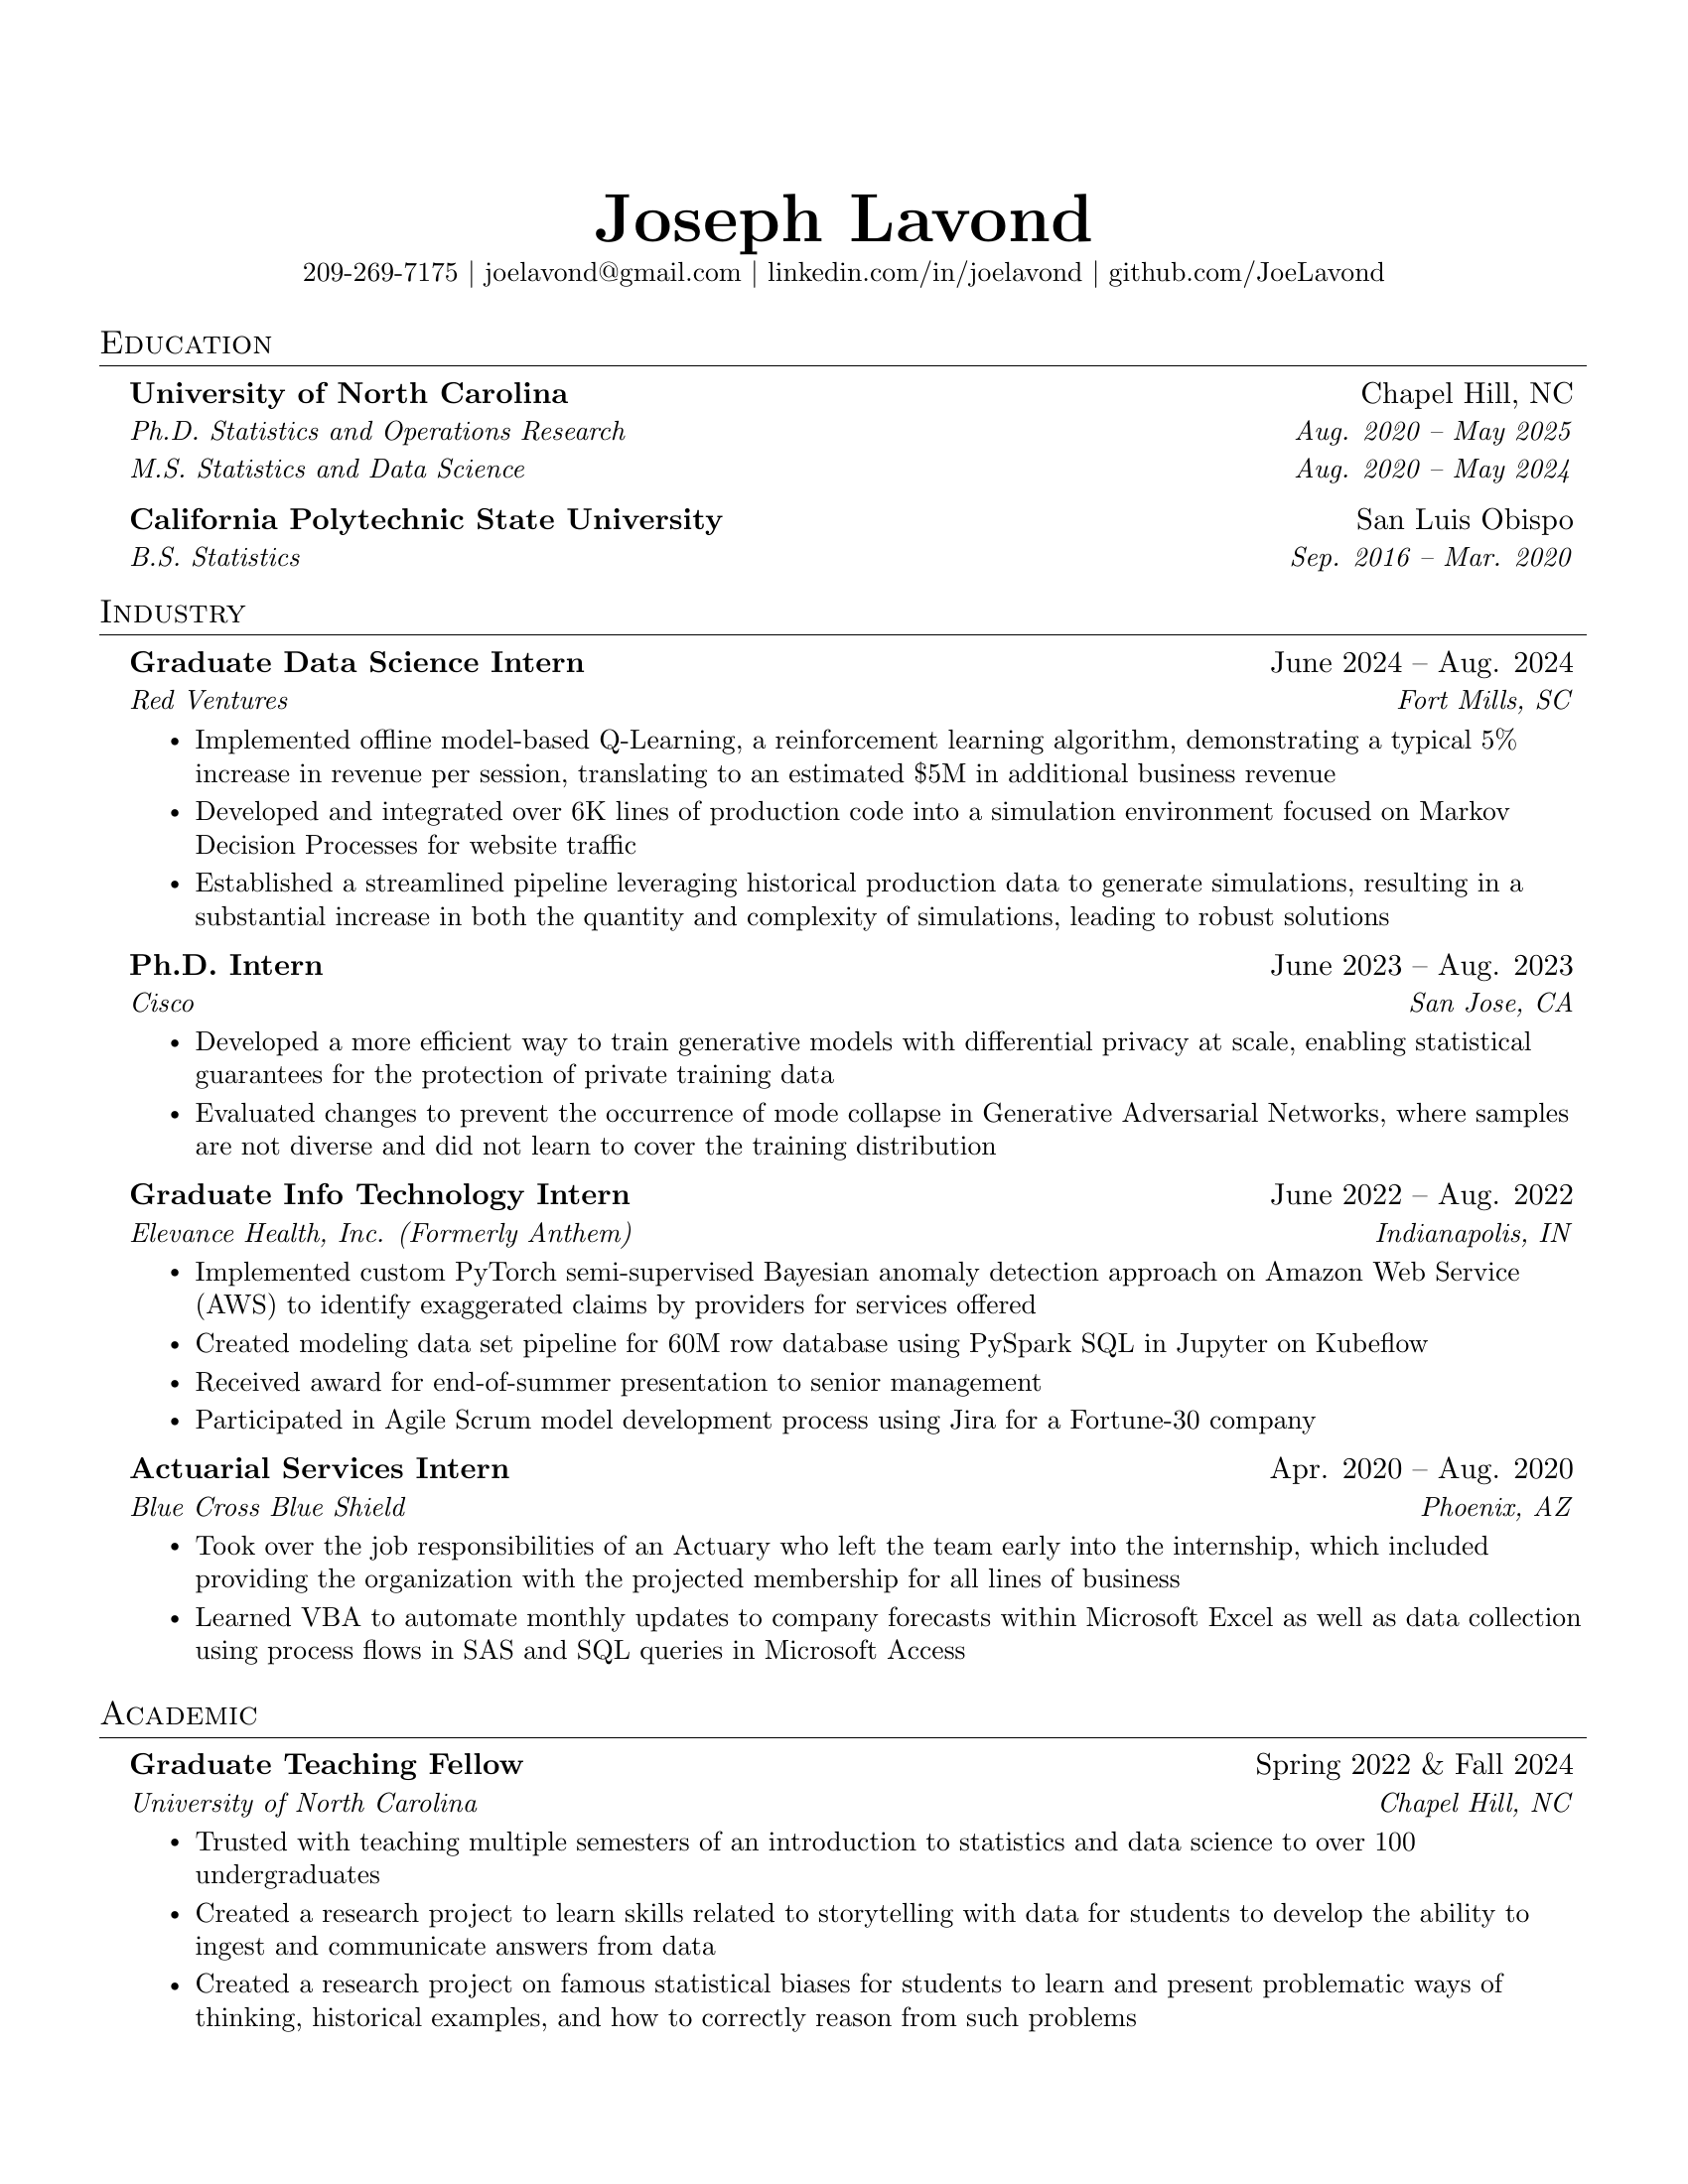 Joseph Lavond
209-269-7175 | joelavond@gmail.com | linkedin.com/in/joelavond | github.com/JoeLavond
Education
University of North Carolina Chapel Hill, NC
Ph.D. Statistics and Operations Research Aug. 2020 – May 2025
M.S. Statistics and Data Science Aug. 2020 – May 2024
California Polytechnic State University San Luis Obispo
B.S. Statistics Sep. 2016 – Mar. 2020
Industry
Graduate Data Science Intern June 2024 – Aug. 2024
Red Ventures Fort Mills, SC
• Implemented offline model-based Q-Learning, a reinforcement learning algorithm, demonstrating a typical 5%
increase in revenue per session, translating to an estimated $5M in additional business revenue
• Developed and integrated over 6K lines of production code into a simulation environment focused on Markov
Decision Processes for website traffic
• Established a streamlined pipeline leveraging historical production data to generate simulations, resulting in a
substantial increase in both the quantity and complexity of simulations, leading to robust solutions
Ph.D. Intern June 2023 – Aug. 2023
Cisco San Jose, CA
• Developed a more efficient way to train generative models with differential privacy at scale, enabling statistical
guarantees for the protection of private training data
• Evaluated changes to prevent the occurrence of mode collapse in Generative Adversarial Networks, where samples
are not diverse and did not learn to cover the training distribution
Graduate Info Technology Intern June 2022 – Aug. 2022
Elevance Health, Inc. (Formerly Anthem) Indianapolis, IN
• Implemented custom PyTorch semi-supervised Bayesian anomaly detection approach on Amazon Web Service
(AWS) to identify exaggerated claims by providers for services offered
• Created modeling data set pipeline for 60M row database using PySpark SQL in Jupyter on Kubeflow
• Received award for end-of-summer presentation to senior management
• Participated in Agile Scrum model development process using Jira for a Fortune-30 company
Actuarial Services Intern Apr. 2020 – Aug. 2020
Blue Cross Blue Shield Phoenix, AZ
• Took over the job responsibilities of an Actuary who left the team early into the internship, which included
providing the organization with the projected membership for all lines of business
• Learned VBA to automate monthly updates to company forecasts within Microsoft Excel as well as data collection
using process flows in SAS and SQL queries in Microsoft Access
Academic
Graduate Teaching Fellow Spring 2022 & Fall 2024
University of North Carolina Chapel Hill, NC
• Trusted with teaching multiple semesters of an introduction to statistics and data science to over 100
undergraduates
• Created a research project to learn skills related to storytelling with data for students to develop the ability to
ingest and communicate answers from data
• Created a research project on famous statistical biases for students to learn and present problematic ways of
thinking, historical examples, and how to correctly reason from such problems